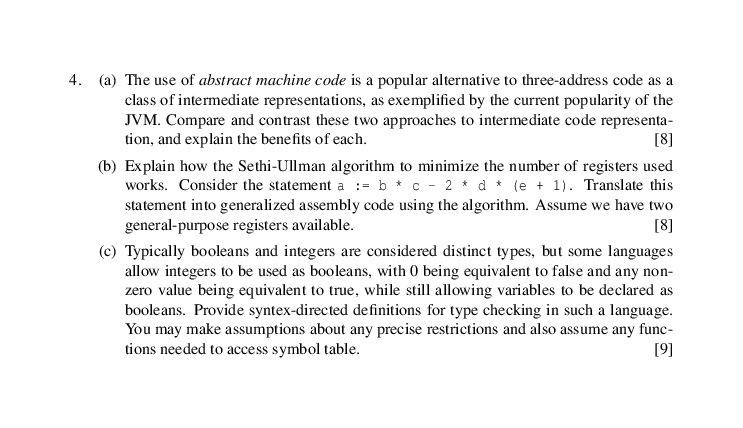 4. (a) The use of abstract machine code is a popular alternative to three-address code as a
class of intermediate representations, as exemplified by the current popularity of the
JVM. Compare and contrast these two approaches to intermediate code representa-
tion, and explain the benefits of each. [8]
(b) Explain how the Sethi-Ullman algorithm to minimize the number of registers used
works. Consider the statement a := b * c - 2 * d * (e + 1). Translate this
statement into generalized assembly code using the algorithm. Assume we have two
general-purpose registers available. [8]
(c) Typically booleans and integers are considered distinct types, but some languages
allow integers to be used as booleans, with 0 being equivalent to false and any non-
zero value being equivalent to true, while still allowing variables to be declared as
booleans. Provide syntex-directed definitions for type checking in such a language.
You may make assumptions about any precise restrictions and also assume any func-
tions needed to access symbol table. [9]